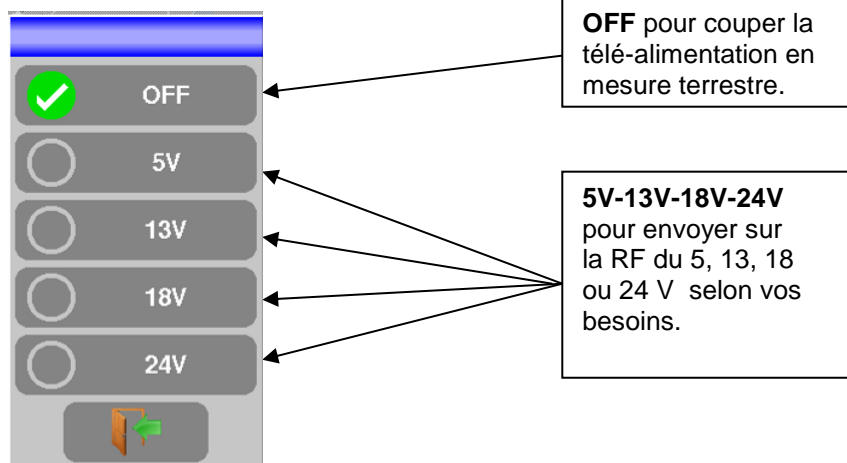 OFF
5V
13V
18V
24V
OFF pour couper la
télé-alimentation en
mesure terrestre.
5V-13V-18V-24V
pour envoyer sur
la RF du 5, 13, 18
ou 24 V selon vos
besoins.